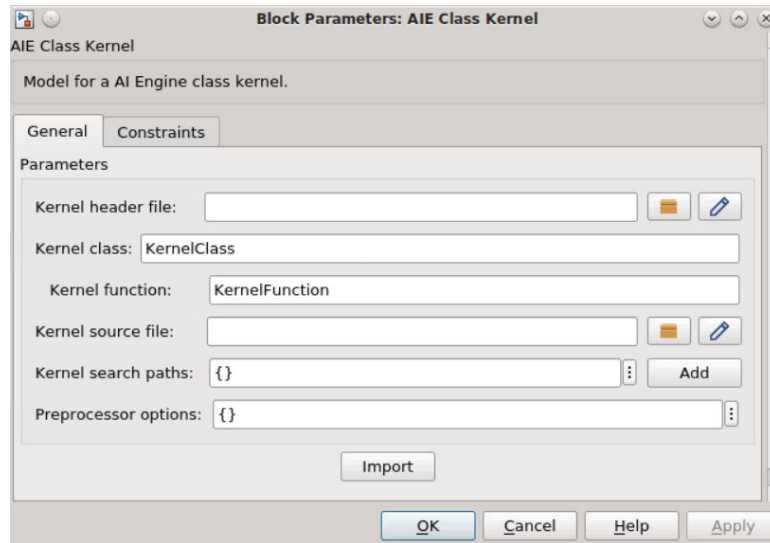 Block Parameters: AIE Class Kernel
AIE Class Kernel
Model for a AI Engine class kernel.
General Constraints
Parameters
Kernel header file:
Kernel class: KernelClass
Kernel function: KernelFunction
Kernel source file:
Kernel search paths: {} Add
Preprocessor options: {}
Import
OK Cancel Help Apply